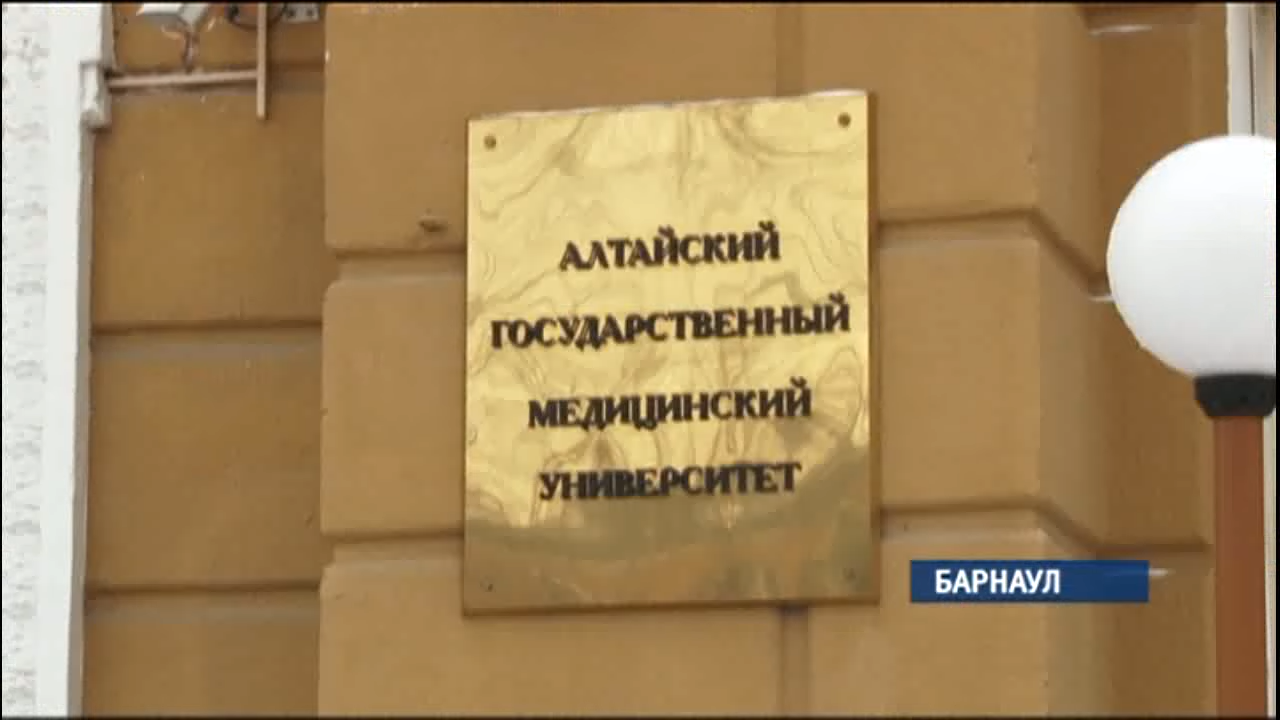 АЛТАЙСКИЙ
ГОСУДАРСТВЕННЫЙ
МЕДИЦИНСКИЙ
УНИВЕРСИТЕТ
БАРНАУЛ